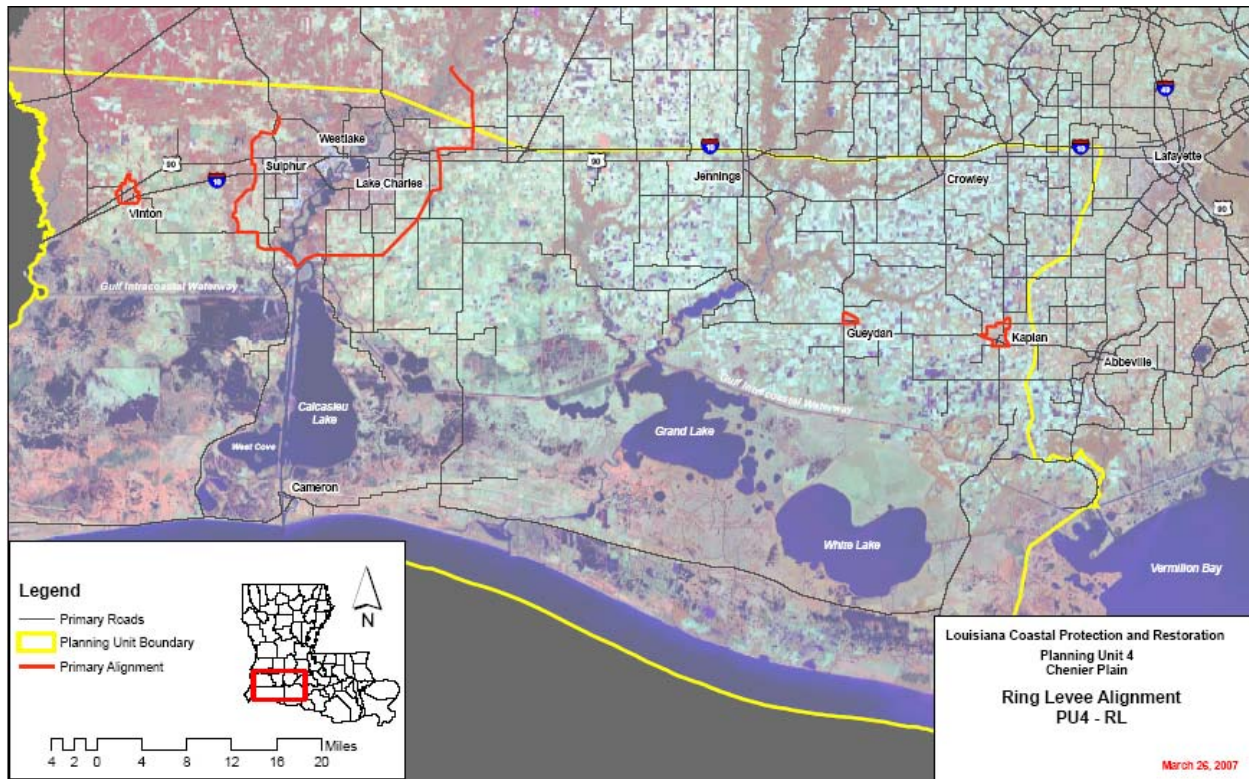 49
Westlake
90
Sulphur
10
10
10
90
Lafayette
Lake Charles
Jennings
Crowley
Vinton
90
Gulf Intracoastal Waterway
Gueydan
Kaplan
Abbeville
Calcasieu
Lake
Gulf Intracoastal Waterway
West Cove
Grand Lake
Cameron
White Lake
Vermilion Bay
Legend
Primary Roads
Planning Unit Boundary
Primary Alignment
N
Miles
4 2 0 4 8 12 16 20
Louisiana Coastal Protection and Restoration
Planning Unit 4
Chenier Plain
Ring Levee Alignment
PU4 - RL
March 26, 2007